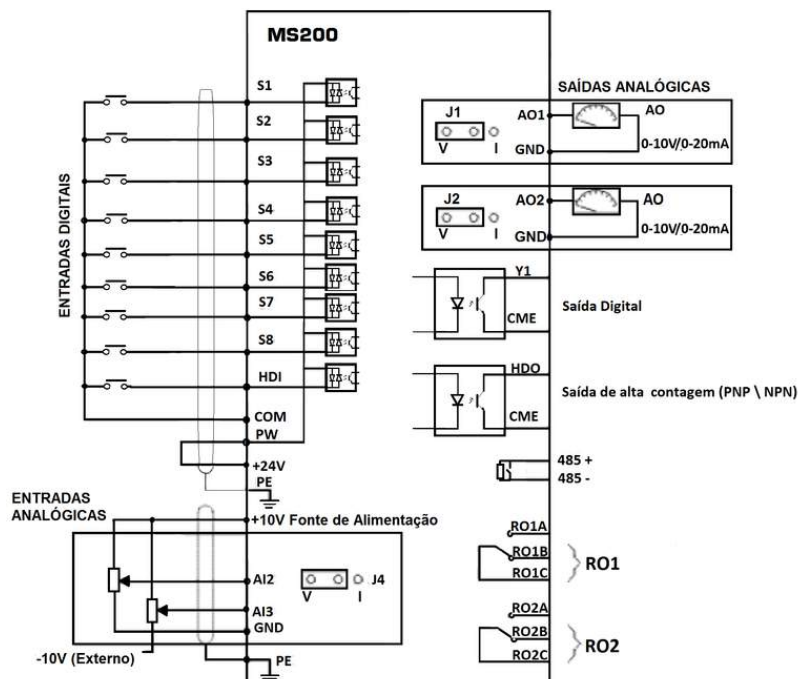 MS200
S1
S2
S3
S4
S5
S6
S7
S8
HDI
COM
PW
+24V
PE
ENTRADAS DIGITAIS
ENTRADAS
ANALÓGICAS
+10V Fonte de Alimentação
AI2
J4
V I
AI3
GND
-10V (Externo)
PE
SAÍDAS ANALÓGICAS
J1
AO1
AO
V I
GND
0-10V/0-20mA
J2
AO2
AO
V I
GND
0-10V/0-20mA
Y1
CME
Saída Digital
HDO
CME
Saída de alta contagem (PNP \ NPN)
485 +
485 -
RO1A
RO1B
RO1C
RO1
RO2A
RO2B
RO2C
RO2